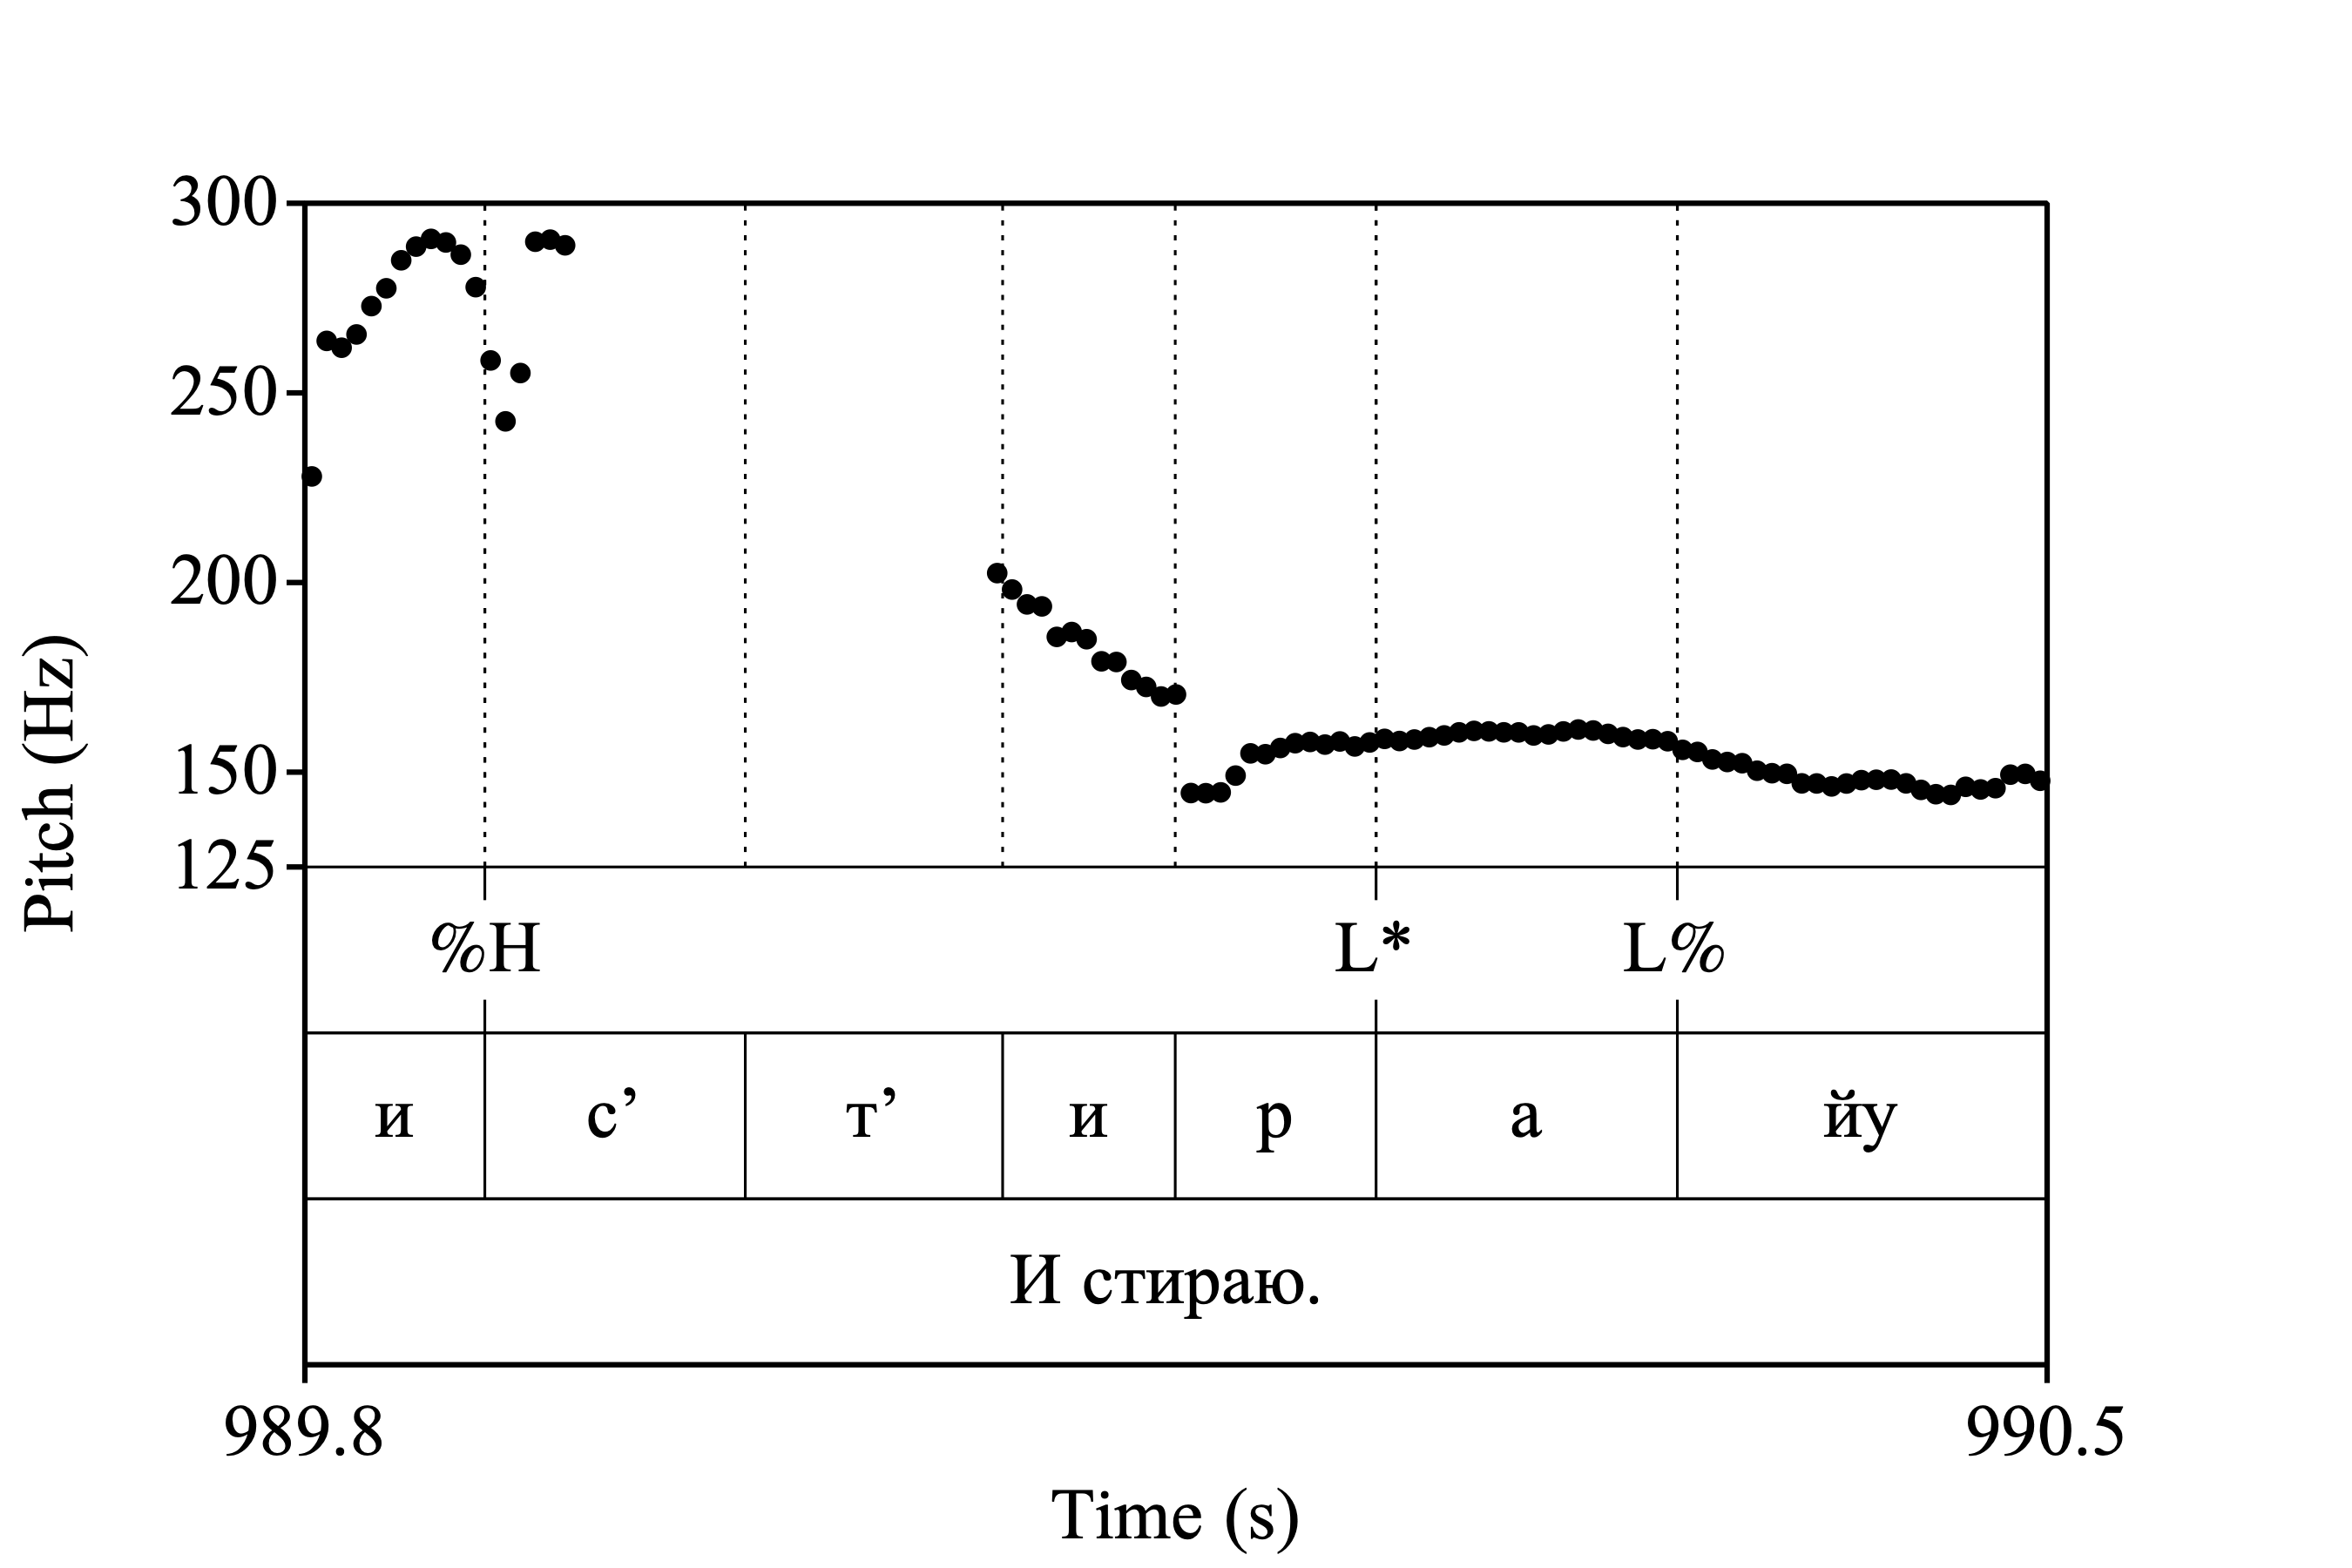 300
250
200
150
125
Pitch (Hz)
%H L* L%
и с’ т’ и р а йу
И стираю.
989.8 990.5
Time (s)